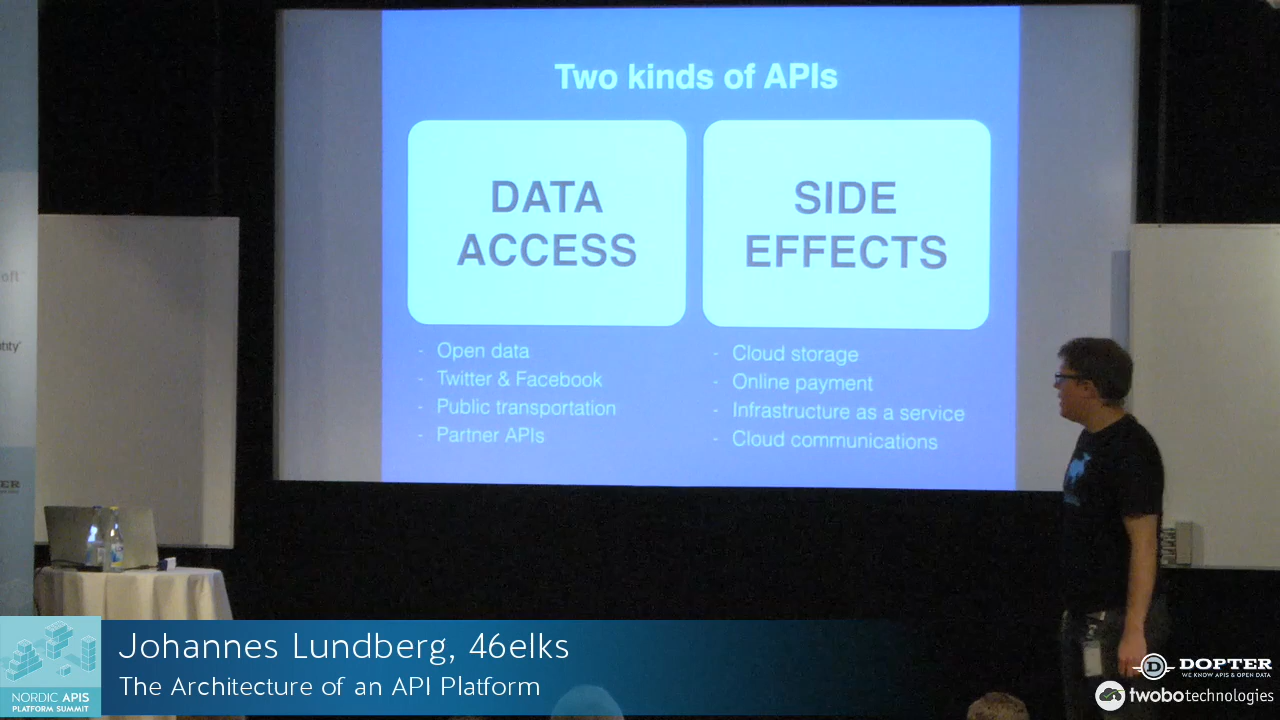 Two kinds of APIs
DATA
ACCESS
SIDE
EFFECTS
- Open data
- Twitter & Facebook
- Public transportation
- Partner APIs
- Cloud storage
- Online payment
- Infrastructure as a service
- Cloud communications
Johannes Lundberg, 46elks
The Architecture of an API Platform
NORDIC APIS
PLATFORM SUMMIT
DOPTER
WE KNOW APIS & OPEN DATA
twobotechnologies